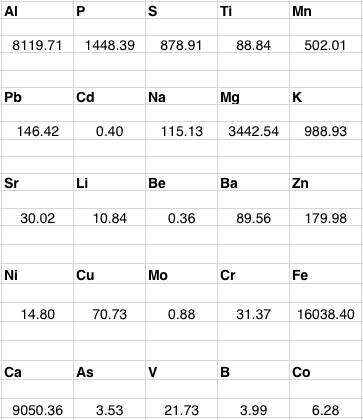 Al P S Ti Mn
8119.71 1448.39 878.91 88.84 502.01
Pb Cd Na Mg K
146.42 0.40 115.13 3442.54 988.93
Sr Li Be Ba Zn
30.02 10.84 0.36 89.56 179.98
Ni Cu Mo Cr Fe
14.80 70.73 0.88 31.37 16038.40
Ca As V B Co
9050.36 3.53 21.73 3.99 6.28